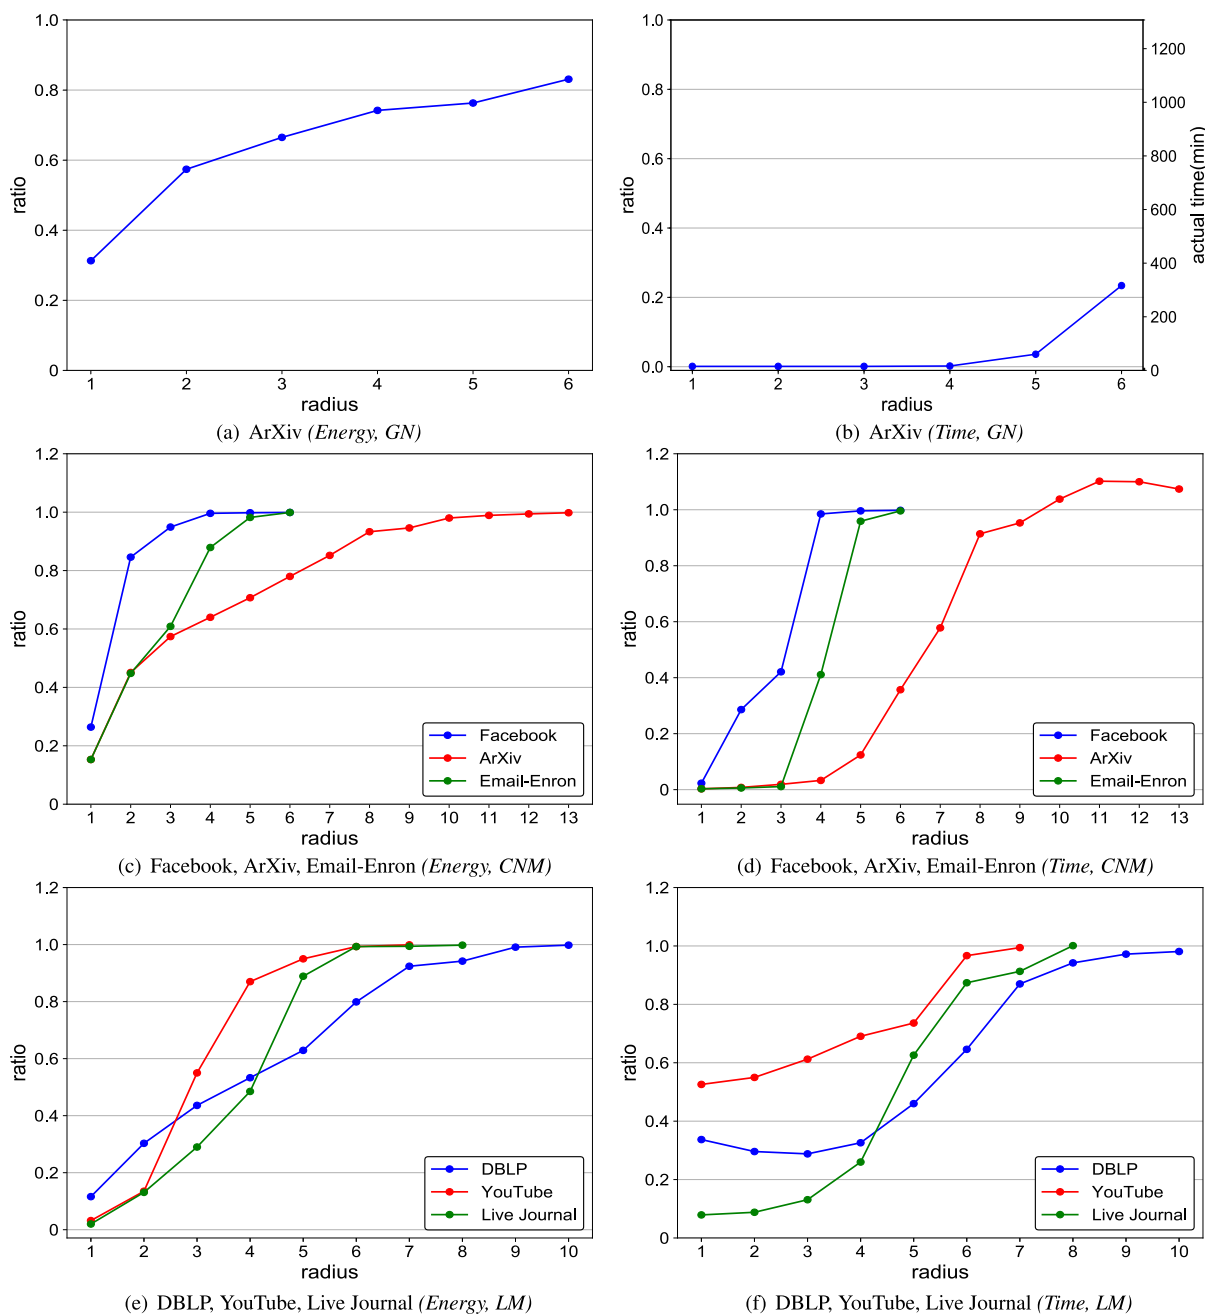 1.0
0.8
0.6
0.4
0.2
0
ratio
1 2 3 4 5 6
radius
(a) ArXiv (Energy, GN)
1.0
0.8
0.6
0.4
0.2
0.0
ratio
1200
1000
800
600
400
200
0
actual time(min)
1 2 3 4 5 6
radius
(b) ArXiv (Time, GN)
1.2
1.0
0.8
0.6
0.4
0.2
0
ratio
Facebook
ArXiv
Email-Enron
1 2 3 4 5 6 7 8 9 10 11 12 13
radius
(c) Facebook, ArXiv, Email-Enron (Energy, CNM)
1.2
1.0
0.8
0.6
0.4
0.2
0
ratio
Facebook
ArXiv
Email-Enron
1 2 3 4 5 6 7 8 9 10 11 12 13
radius
(d) Facebook, ArXiv, Email-Enron (Time, CNM)
1.2
1.0
0.8
0.6
0.4
0.2
0
ratio
DBLP
YouTube
Live Journal
1 2 3 4 5 6 7 8 9 10
radius
(e) DBLP, YouTube, Live Journal (Energy, LM)
1.2
1.0
0.8
0.6
0.4
0.2
0
ratio
DBLP
YouTube
Live Journal
1 2 3 4 5 6 7 8 9 10
radius
(f) DBLP, YouTube, Live Journal (Time, LM)